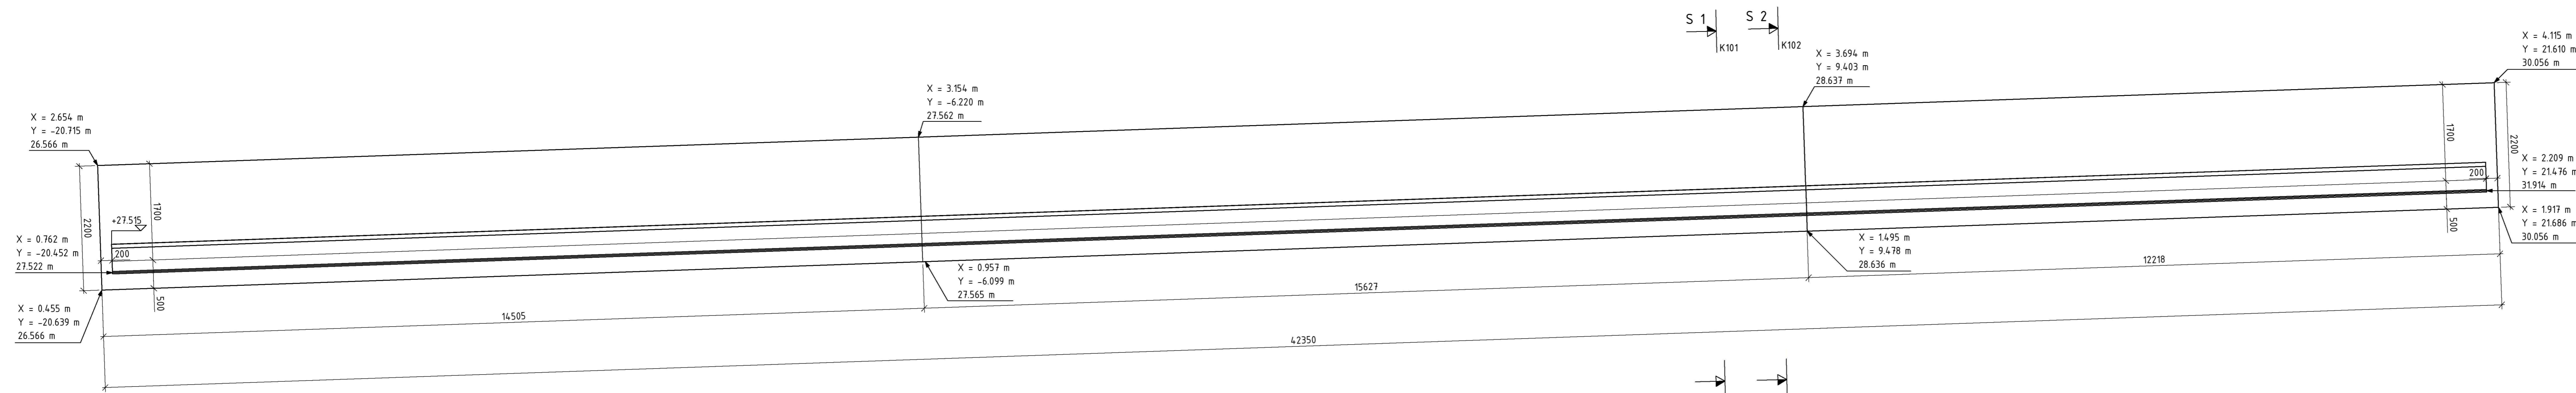 S 1
K101
S 2
K102
X = 4.115 m
Y = 21.610 m
30.056 m
X = 3.694 m
Y = 9.403 m
28.637 m
X = 3.154 m
Y = -6.220 m
27.562 m
X = 2.654 m
Y = -20.715 m
26.566 m
1700
2200
X = 2.209 m
Y = 21.476 m
31.914 m
200
X = 1.917 m
Y = 21.686 m
30.056 m
500
1700
2200
+27.515
X = 0.762 m
Y = -20.452 m
27.522 m
200
500
X = 0.455 m
Y = -20.639 m
26.566 m
X = 0.957 m
Y = -6.099 m
27.565 m
X = 1.495 m
Y = 9.478 m
28.636 m
12218
15627
14505
42350